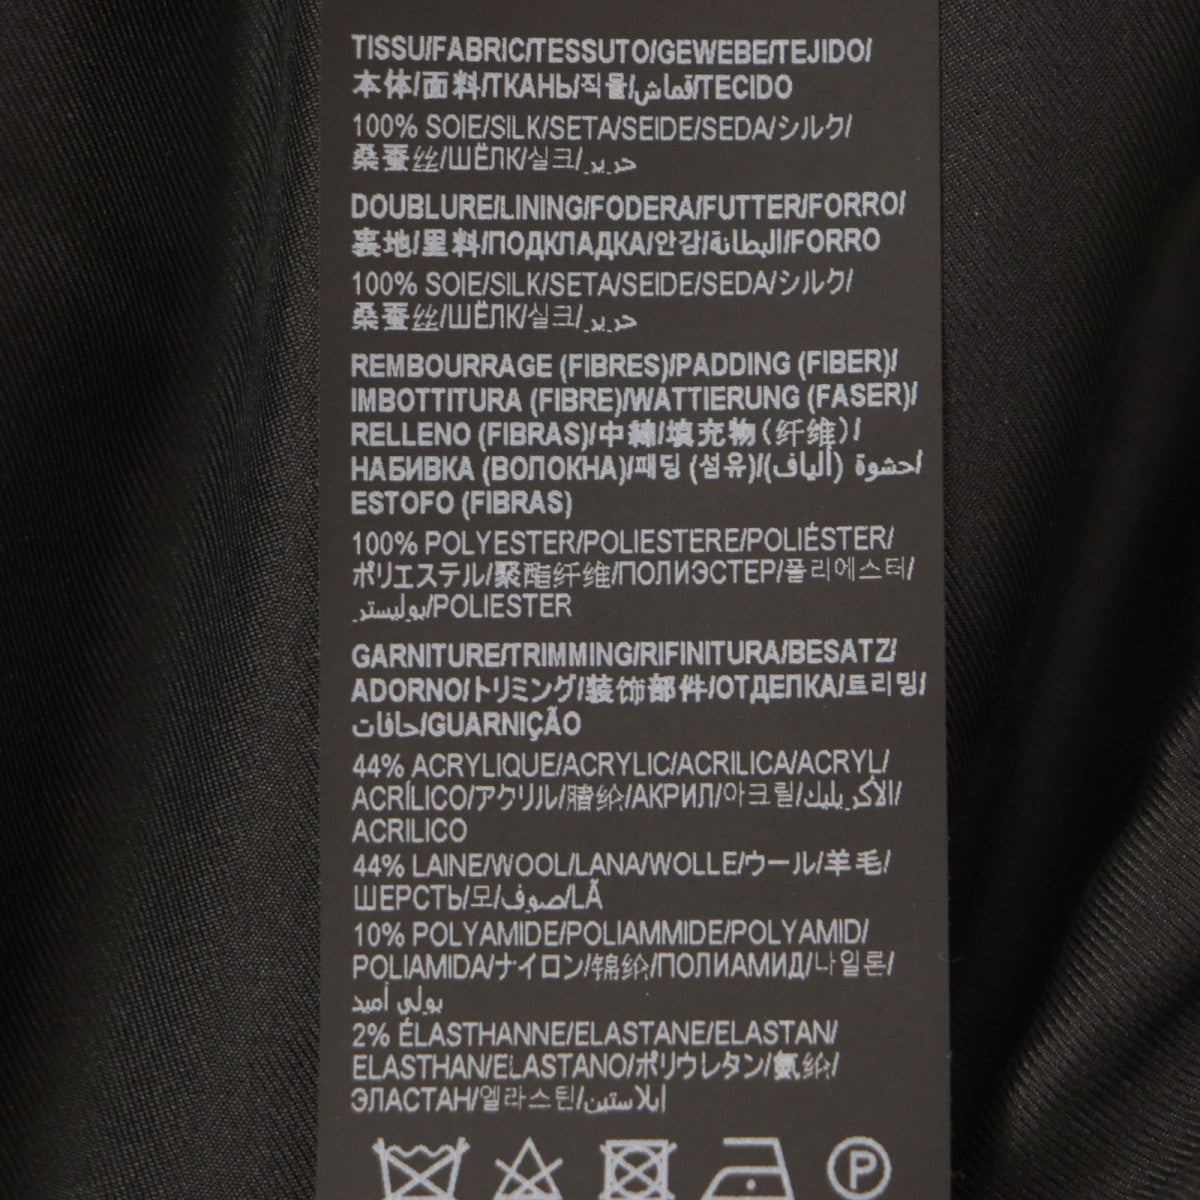 TISSU/FABRIC/TESSUTO/GEWEBE/TEJIDO/
本体/面料/ТКАНЬ/직물/قماش/TECIDO
100% SOIE/SILK/SETA/SEIDE/SEDA/シルク/
桑蚕丝/ШЁЛК/실크/حرير
DOUBLURE/LINING/FODERA/FUTTER/FORRO/
裏地/里料/ПОДКЛАДКА/안감/البطانة/FORRO
100% SOIE/SILK/SETA/SEIDE/SEDA/シルク/
桑蚕丝/ШЁЛК/실크/حرير
REMBOURRAGE (FIBRES)/PADDING (FIBER)/
IMBOTTITURA (FIBRE)/WATTIERUNG (FASER)/
RELLENO (FIBRAS)/中綿/填充物(纤维)/
НАБИВКА (ВОЛОКНА)/패딩 (섬유)/حشوة (ألياف)/
ESTOFO (FIBRAS)
100% POLYESTER/POLIESTERE/POLIÉSTER/
ポリエステル/聚酯纤维/ПОЛИЭСТЕР/폴리에스터/
بوليستر/POLIESTER
GARNITURE/TRIMMING/RIFINITURA/BESATZ/
ADORNO/トリミング/装饰部件/ОТДЕЛКА/트리밍/
حافات/GUARNIÇÃO
44% ACRYLIQUE/ACRYLIC/ACRILICA/ACRYL/
ACRÍLICO/アクリル/腈纶/АКРИЛ/아크릴/الأكريليك/
ACRILICO
44% LAINE/WOOL/LANA/WOLLE/ウール/羊毛/
ШЕРСТЬ/모/صوف/LÃ
10% POLYAMIDE/POLIAMMIDE/POLYAMID/
POLIAMIDA/ナイロン/锦纶/ПОЛИАМИД/나일론/
بولي أميد
2% ÉLASTHANNE/ELASTANE/ELASTAN/
ELASTHAN/ELASTANO/ポリウレタン/氨纶/
ЭЛАСТАН/엘라스틴/إيلاستين
P